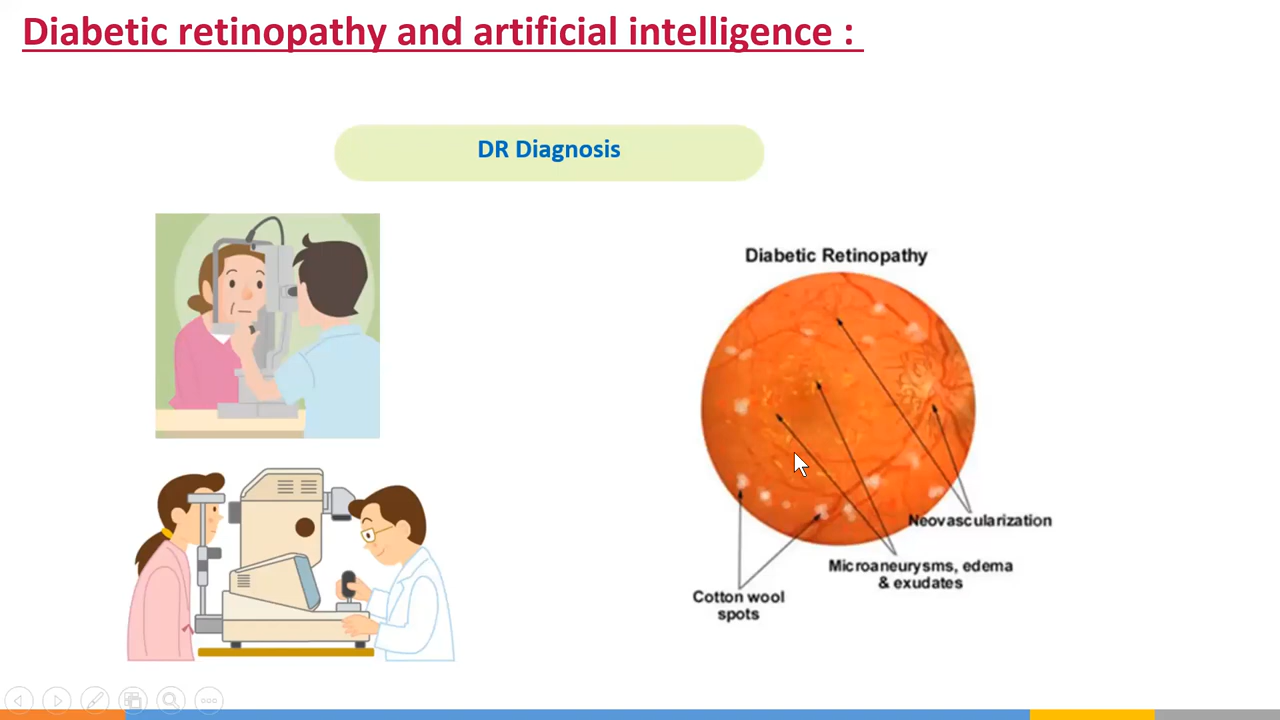 Diabetic retinopathy and artificial intelligence :
DR Diagnosis
Diabetic Retinopathy
Neovascularization
Microaneurysms, edema
& exudates
Cotton wool
spots